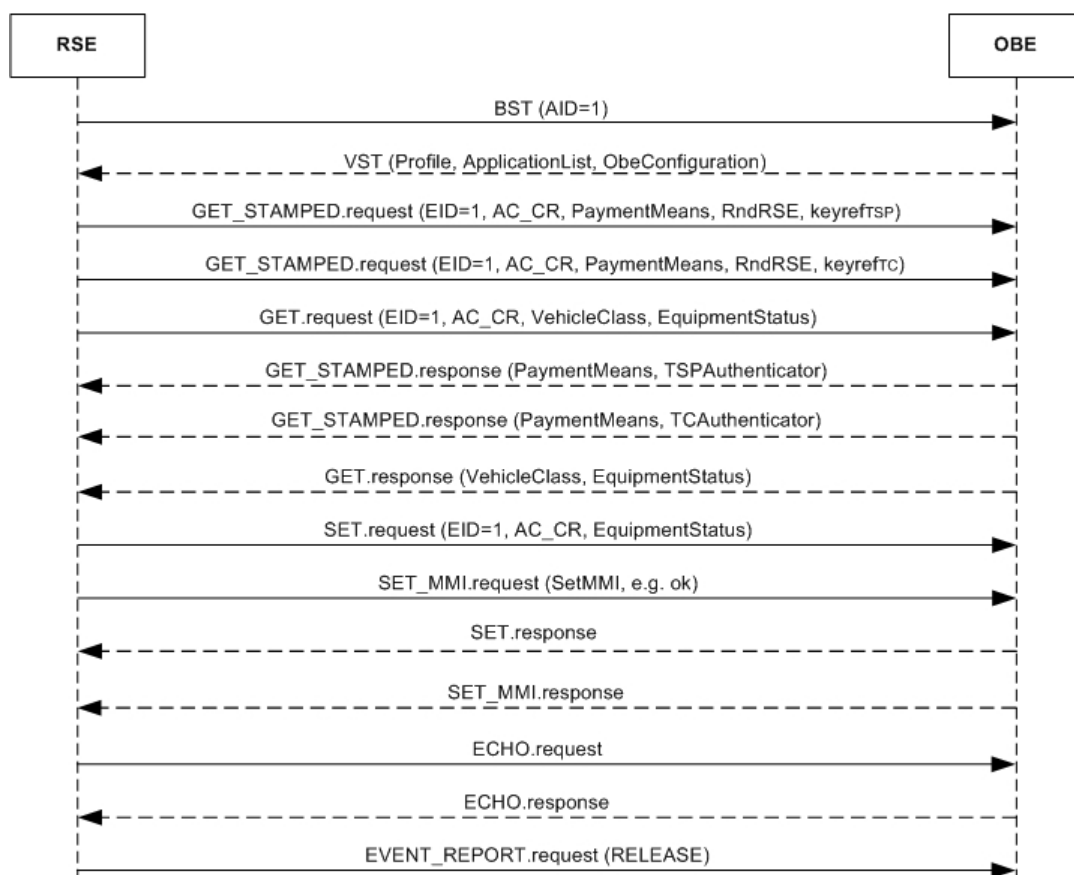 RSE
OBE
BST (AID=1)
VST (Profile, ApplicationList, ObeConfiguration)
GET_STAMPED.request (EID=1, AC_CR, PaymentMeans, RndRSE, keyrefTSP)
GET_STAMPED.request (EID=1, AC_CR, PaymentMeans, RndRSE, keyrefTC)
GET.request (EID=1, AC_CR, VehicleClass, EquipmentStatus)
GET_STAMPED.response (PaymentMeans, TSPAuthenticator)
GET_STAMPED.response (PaymentMeans, TCAuthenticator)
GET.response (VehicleClass, EquipmentStatus)
SET.request (EID=1, AC_CR, EquipmentStatus)
SET_MMI.request (SetMMI, e.g. ok)
SET.response
SET_MMI.response
ECHO.request
ECHO.response
EVENT_REPORT.request (RELEASE)